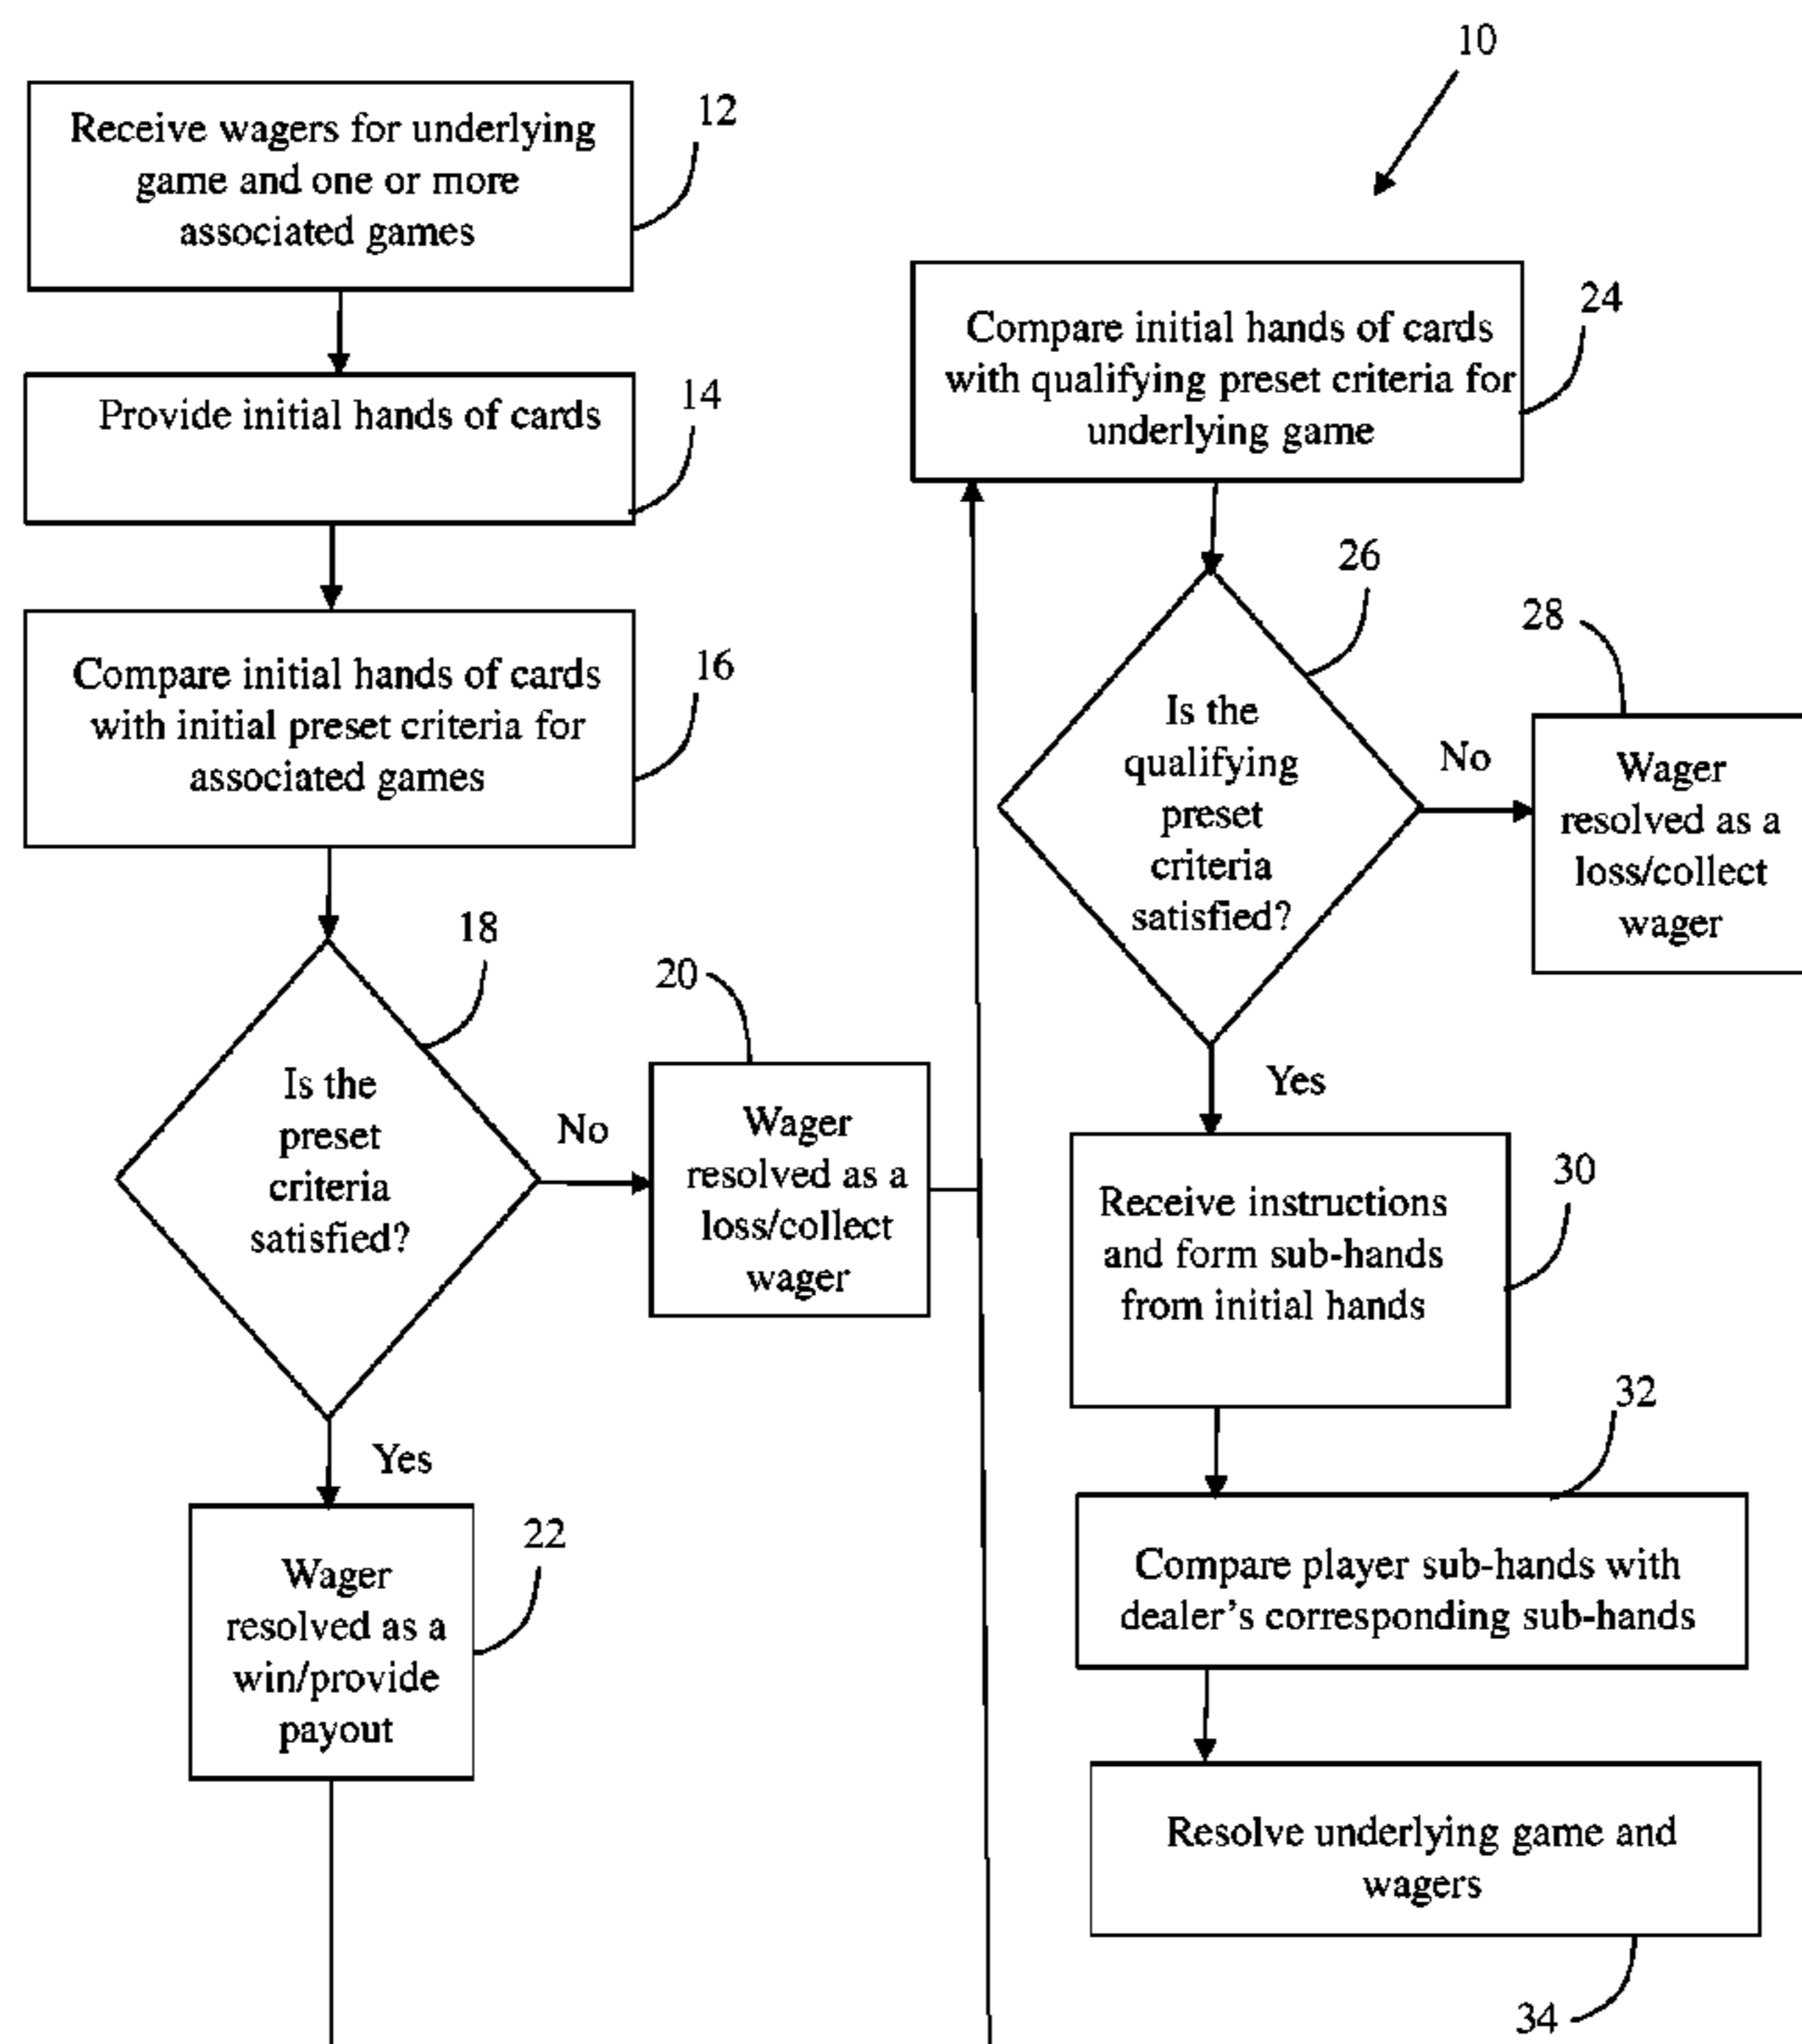 10
Receive wagers for underlying
game and one or more
associated games
12
Provide initial hands of cards
14
Compare initial hands of cards
with initial preset criteria for
associated games
16
Is the
preset
criteria
satisfied?
18
No
20
Wager
resolved as a
loss/collect
wager
Yes
Wager
resolved as a
win/provide
payout
22
Compare initial hands of cards
with qualifying preset criteria for
underlying game
24
Is the
qualifying
preset
criteria
satisfied?
26
No
28
Wager
resolved as a
loss/collect
wager
Yes
Receive instructions
and form sub-hands
from initial hands
30
32
Compare player sub-hands with
dealer's corresponding sub-hands
Resolve underlying game and
wagers
34